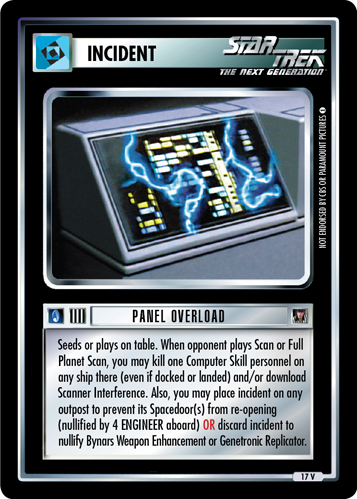 INCIDENT
STAR TREK
THE NEXT GENERATION
NOT ENDORSED BY CBS OR PARAMOUNT PICTURES
PANEL OVERLOAD
Seeds or plays on table. When opponent plays Scan or Full
Planet Scan, you may kill one Computer Skill personnel on
any ship there (even if docked or landed) and/or download
Scanner Interference. Also, you may place incident on any
outpost to prevent its Spacedoor(s) from re-opening
(nullified by 4 ENGINEER aboard) OR discard incident to
nullify Bynars Weapon Enhancement or Genetronic Replicator.
17 V